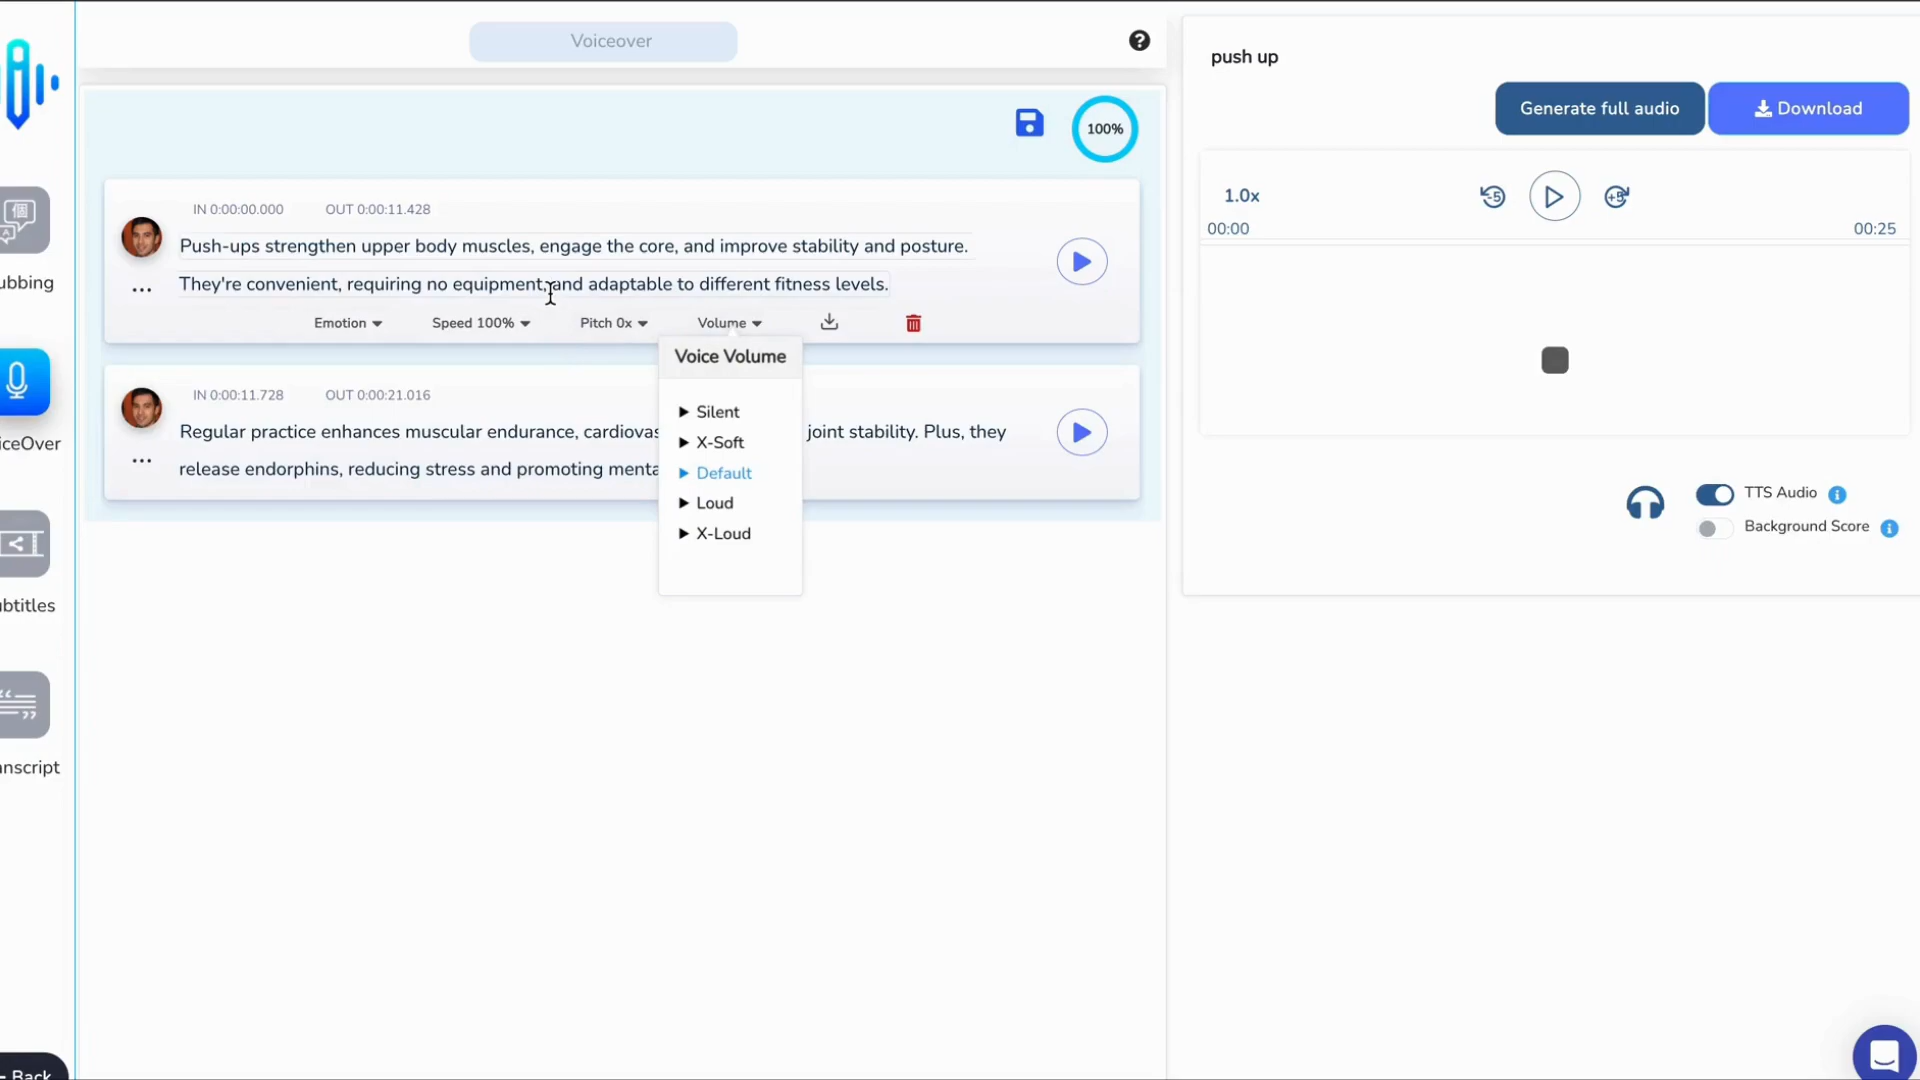 Voiceover
push up
Generate full audio
Download
100%
1.0x
-5
+5
00:00
00:25
IN 0:00:00.000 OUT 0:00:11.428
Push-ups strengthen upper body muscles, engage the core, and improve stability and posture.
They're convenient, requiring no equipment, and adaptable to different fitness levels.
Emotion Speed 100% Pitch 0x Volume
Voice Volume
Silent
X-Soft
Default
Loud
X-Loud
IN 0:00:11.728 OUT 0:00:21.016
Regular practice enhances muscular endurance, cardiovas joint stability. Plus, they
release endorphins, reducing stress and promoting menta
TTS Audio
Background Score
ubbing
iceOver
ubtitles
anscript
Back